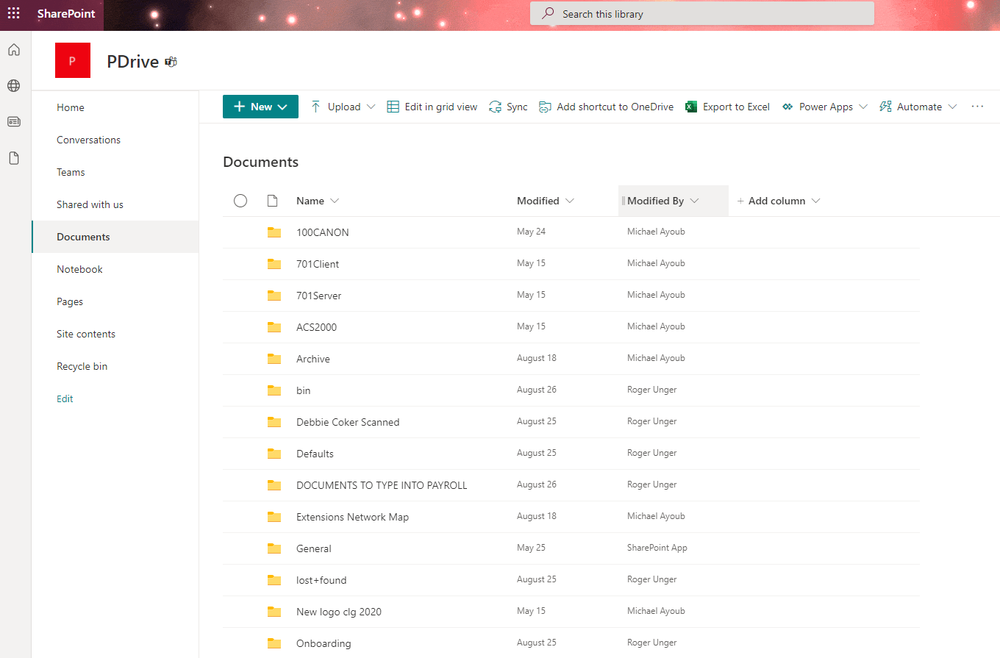 SharePoint
Search this library
P
PDrive
Home
Conversations
Teams
Shared with us
Documents
Notebook
Pages
Site contents
Recycle bin
Edit
New Upload Edit in grid view Sync Add shortcut to OneDrive Export to Excel Power Apps Automate ...
Documents
Name Modified Modified By + Add column
100CANON May 24 Michael Ayoub
701Client May 15 Michael Ayoub
701Server May 15 Michael Ayoub
ACS2000 May 15 Michael Ayoub
Archive August 18 Michael Ayoub
bin August 26 Roger Unger
Debbie Coker Scanned August 25 Roger Unger
Defaults August 25 Roger Unger
DOCUMENTS TO TYPE INTO PAYROLL August 26 Roger Unger
Extensions Network Map August 18 Michael Ayoub
General May 25 SharePoint App
lost+found August 25 Roger Unger
New logo clg 2020 May 15 Michael Ayoub
Onboarding August 25 Roger Unger